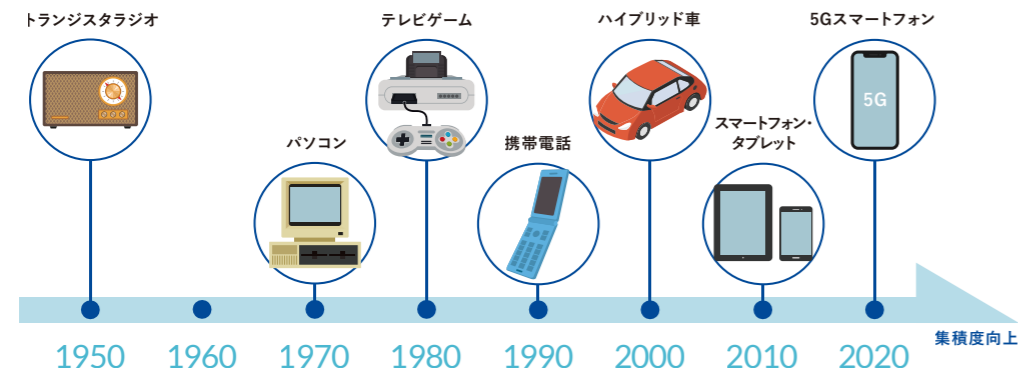 トランジスタラジオ
テレビゲーム
ハイブリッド車
5Gスマートフォン
5G
パソコン
携帯電話
スマートフォン・
タブレット
集積度向上
1950 1960 1970 1980 1990 2000 2010 2020